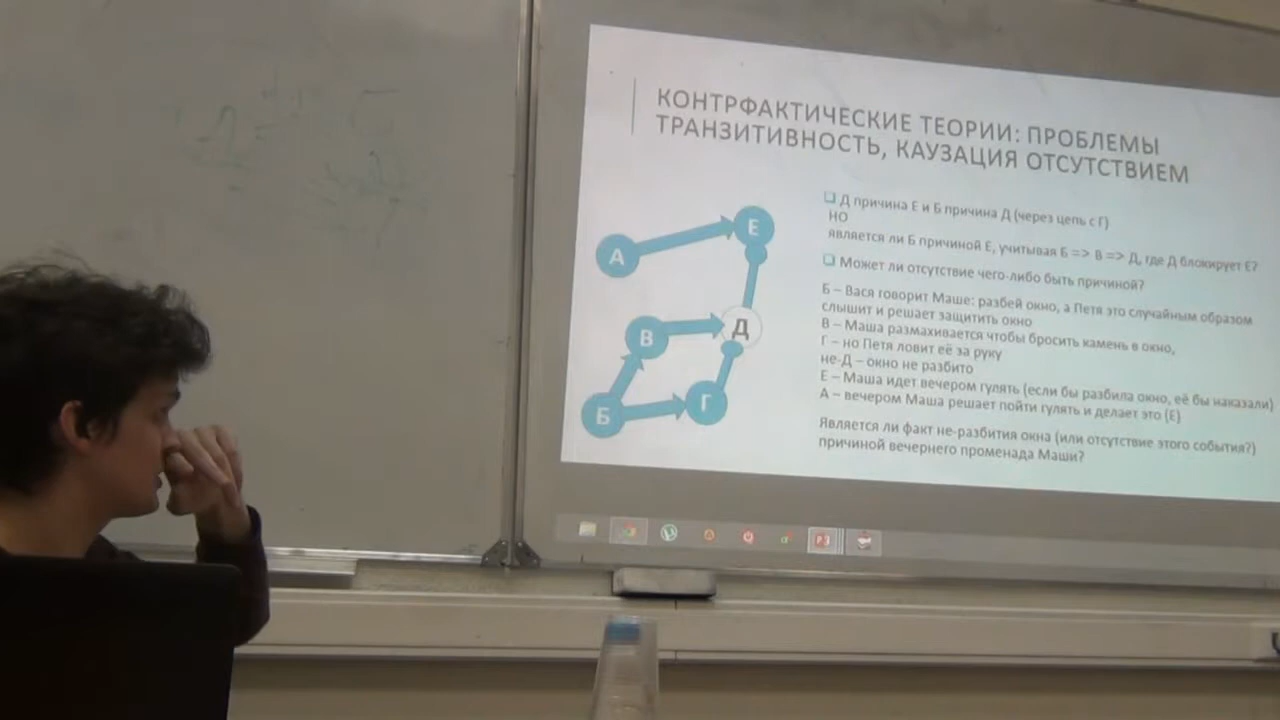 КОНТРФАКТИЧЕСКИЕ ТЕОРИИ: ПРОБЛЕМЫ
ТРАНЗИТИВНОСТЬ, КАУЗАЦИЯ ОТСУТСТВИЕМ
Д причина Е и Б причина Д (через цепь с Г)
НО
является ли Б причиной Е, учитывая Б => В => Д, где Д блокирует Е?
Может ли отсутствие чего-либо быть причиной?
Б – Вася говорит Маше: разбей окно, а Петя это случайным образом
слышит и решает защитить окно
В – Маша размахивается чтобы бросить камень в окно,
Г – но Петя ловит её за руку
не-Д – окно не разбито
Е – Маша идет вечером гулять (если бы разбила окно, её бы наказали)
А – вечером Маша решает пойти гулять и делает это (Е)
Является ли факт не-разбития окна (или отсутствие этого события?)
причиной вечернего променада Маши?
Е
А
В
Д
Б
Г